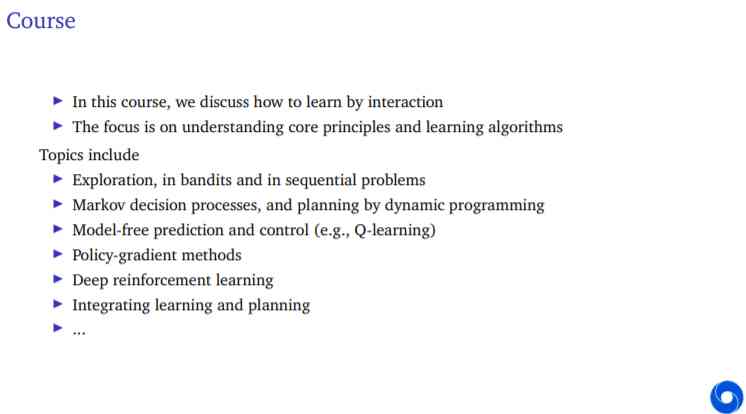 Course
In this course, we discuss how to learn by interaction
The focus is on understanding core principles and learning algorithms
Topics include
Exploration, in bandits and in sequential problems
Markov decision processes, and planning by dynamic programming
Model-free prediction and control (e.g., Q-learning)
Policy-gradient methods
Deep reinforcement learning
Integrating learning and planning
...